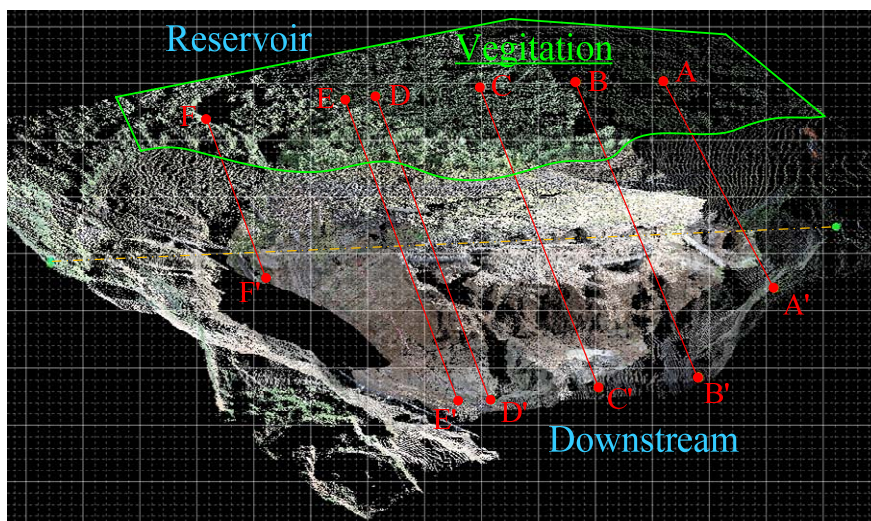 Reservoir
Vegitation
F
E
D
C
B
A
F'
A'
E'
D'
C'
B'
Downstream